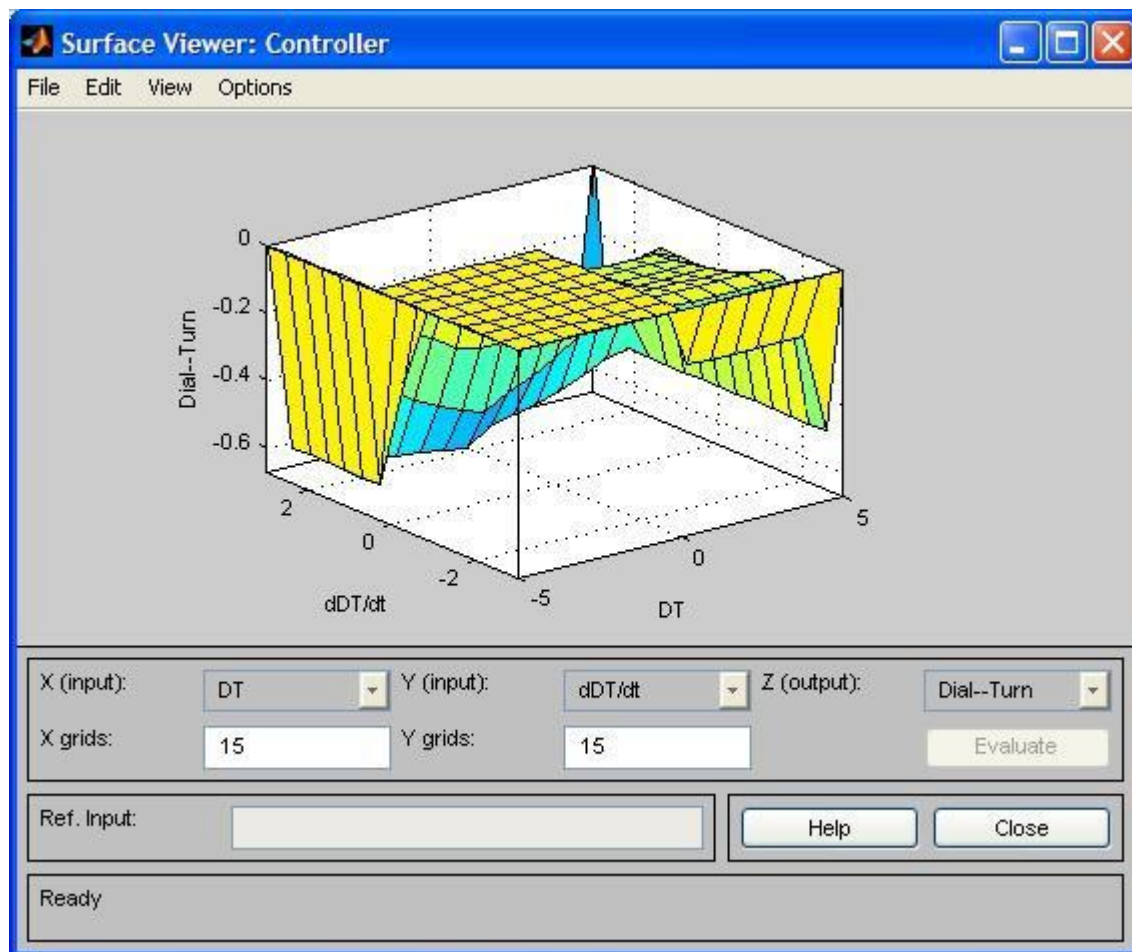 Surface Viewer: Controller
File Edit View Options
0
-0.2
-0.4
-0.6
Dial--Turn
2
0
-2
dDT/dt
-5
0
5
DT
X (input): DT Y (input): dDT/dt Z (output): Dial--Turn
X grids: 15 Y grids: 15 Evaluate
Ref. Input: Help Close
Ready